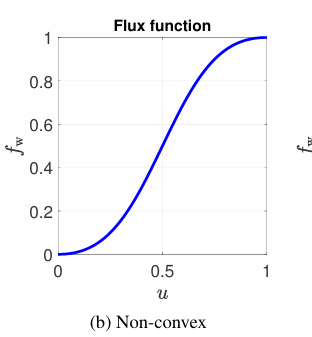 Flux function
1
0.8
0.6
0.4
0.2
0
f_w
0
0.5
1
u
f_w
(b) Non-convex